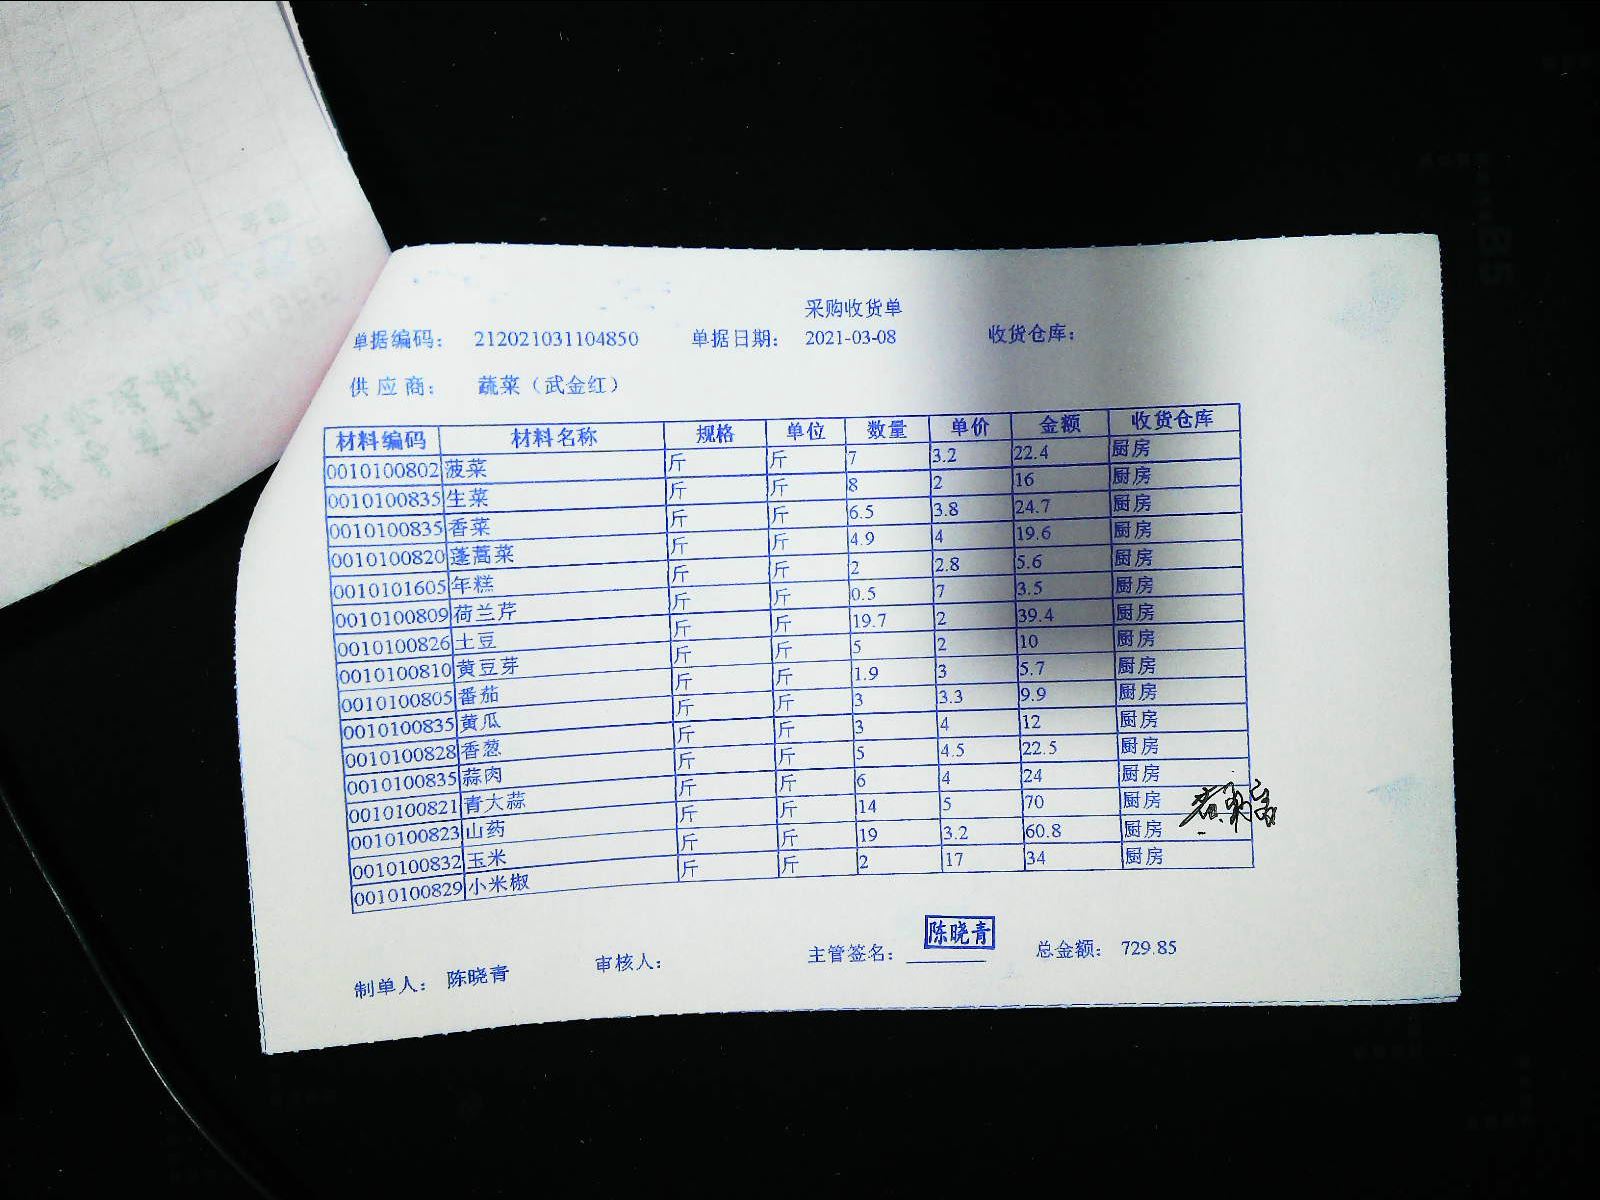 采购收货单
单据编码： 212021031104850 单据日期： 2021-03-08 收货仓库：
供 应 商： 蔬菜（武金红）
材料编码 材料名称 规格 单位 数量 单价 金额 收货仓库
0010100802 菠菜 斤 斤 7 3.2 22.4 厨房
0010100835 生菜 斤 斤 8 2 16 厨房
0010100835 香菜 斤 斤 6.5 3.8 24.7 厨房
0010100820 蓬蒿菜 斤 斤 4.9 4 19.6 厨房
0010101605 年糕 斤 斤 2 2.8 5.6 厨房
0010100809 荷兰芹 斤 斤 0.5 7 3.5 厨房
0010100826 土豆 斤 斤 19.7 2 39.4 厨房
0010100810 黄豆芽 斤 斤 5 2 10 厨房
0010100805 番茄 斤 斤 1.9 3 5.7 厨房
0010100835 黄瓜 斤 斤 3 3.3 9.9 厨房
0010100828 香葱 斤 斤 3 4 12 厨房
0010100835 蒜肉 斤 斤 5 4.5 22.5 厨房
0010100821 青大蒜 斤 斤 6 4 24 厨房
0010100823 山药 斤 斤 14 5 70 厨房
0010100832 玉米 斤 斤 19 3.2 60.8 厨房
0010100829 小米椒 斤 斤 2 17 34 厨房
制单人： 陈晓青 审核人： 主管签名： 陈晓青 总金额： 729.85